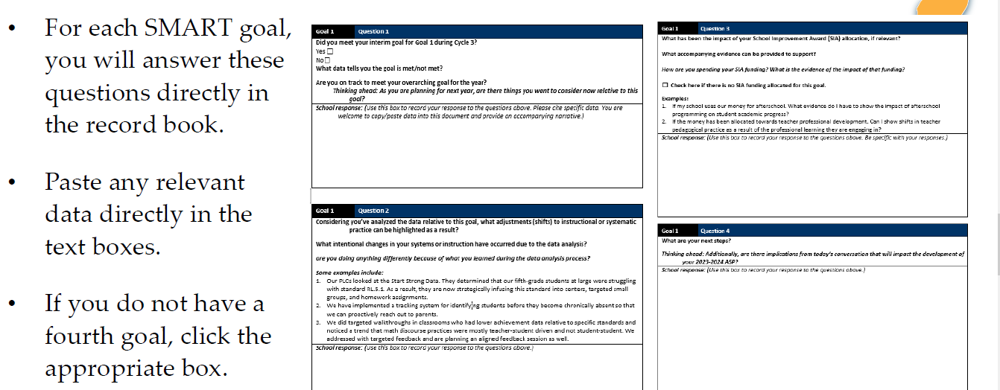 • For each SMART goal,
you will answer these
questions directly in
the record book.
• Paste any relevant
data directly in the
text boxes.
• If you do not have a
fourth goal, click the
appropriate box.
Goal 1 Question 1
Did you meet your interim goal for Goal 1 during Cycle 3?
Yes ☐
No ☐
What data tells you the goal is met/not met?
Are you on track to meet your overarching goal for the year?
Thinking ahead: As you are planning for next year, are there things you want to consider now relative to this
goal?
School response: (Use this box to record your response to the questions above. Please cite specific data. You are
welcome to copy/paste data into this document and provide an accompanying narrative.)
Goal 1 Question 2
Considering you've analyzed the data relative to this goal, what adjustments (shifts) to instructional or systematic
practice can be highlighted as a result?
What intentional changes in your systems or instruction have occurred due to the data analysis?
Are you doing anything differently because of what you learned during the data analysis process?
Some examples include:
1. Our PLCs looked at the Start Strong Data. They determined that our fifth-grade students at large were struggling
with standard RL.5.1. As a result, they are now strategically infusing this standard into centers, targeted small
groups, and homework assignments.
2. We have implemented a tracking system for identifying students before they become chronically absent so that
we can proactively reach out to parents.
3. We did targeted walkthroughs in classrooms who had lower achievement data relative to specific standards and
noticed a trend that math discourse practices were mostly teacher-student driven and not student-student. We
addressed with targeted feedback and are planning an aligned feedback session as well.
School response: (Use this box to record your response to the questions above.)
Goal 1 Question 3
What has been the impact of your School Improvement Award (SIA) allocation, if relevant?
What accompanying evidence can be provided to support?
How are you spending your SIA funding? What is the evidence of the impact of that funding?
☐ Check here if there is no SIA funding allocated for this goal.
Examples:
1. If my school uses our money for afterschool. What evidence do I have to show the impact of afterschool
programming on student academic progress?
2. If the money has been allocated towards teacher professional development. Can I show shifts in teacher
pedagogical practice as a result of the professional learning they are engaging in?
School response: (Use this box to record your response to the questions above. Be specific with your responses.)
Goal 1 Question 4
What are your next steps?
Thinking ahead: Additionally, are there implications from today's conversation that will impact the development of
your 2023-2024 ASP?
School response: (Use this box to record your response to the questions above.)